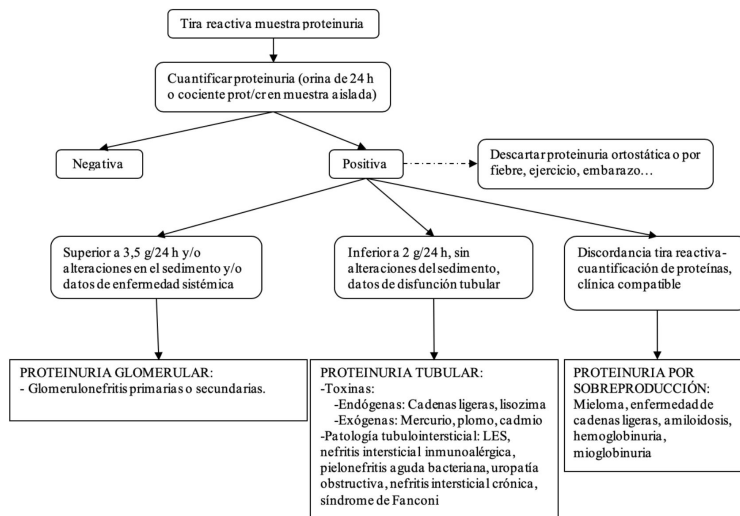 Tira reactiva muestra proteinuria
Cuantificar proteinuria (orina de 24 h
o cociente prot/cr en muestra aislada)
Negativa
Positiva
Descartar proteinuria ortostática o por
fiebre, ejercicio, embarazo…
Superior a 3,5 g/24 h y/o
alteraciones en el sedimento y/o
datos de enfermedad sistémica
Inferior a 2 g/24 h, sin
alteraciones del sedimento,
datos de disfunción tubular
Discordancia tira reactiva-
cuantificación de proteínas,
clínica compatible
PROTEINURIA GLOMERULAR:
- Glomerulonefritis primarias o secundarias.
PROTEINURIA TUBULAR:
-Toxinas:
-Endógenas: Cadenas ligeras, lisozima
-Exógenas: Mercurio, plomo, cadmio
-Patología tubulointersticial: LES,
nefritis intersticial inmunoalérgica,
pielonefritis aguda bacteriana, uropatía
obstructiva, nefritis intersticial crónica,
síndrome de Fanconi
PROTEINURIA POR
SOBREPRODUCCIÓN:
Mieloma, enfermedad de
cadenas ligeras, amiloidosis,
hemoglobinuria,
mioglobinuria